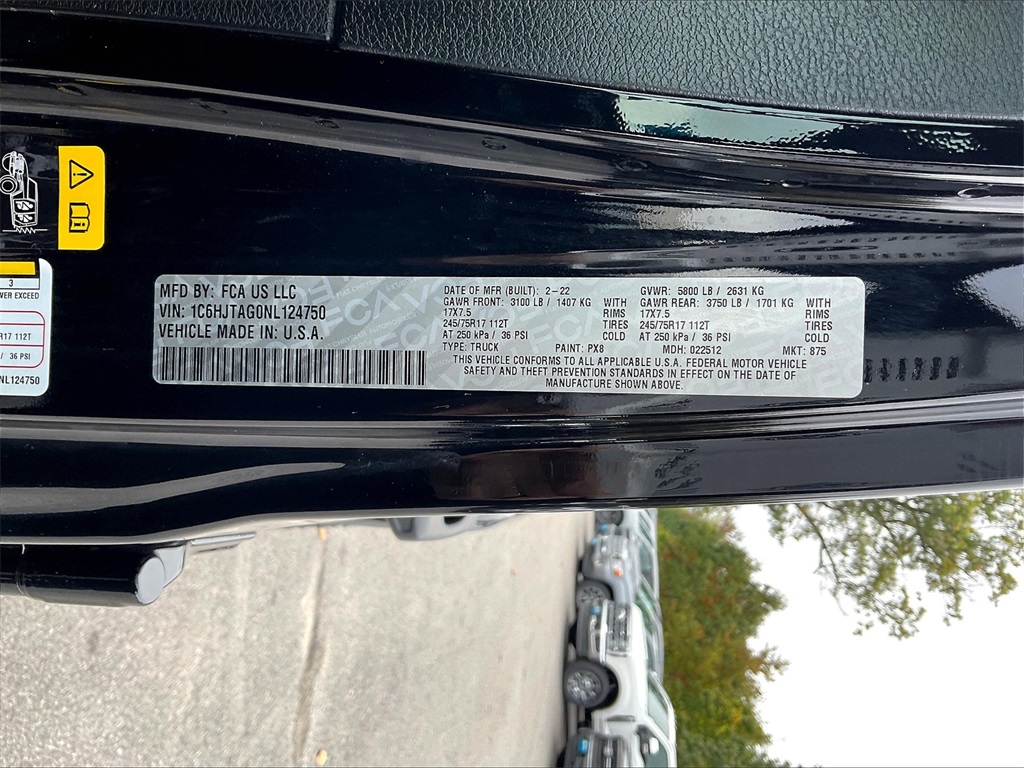 3
WER EXCEED
R17 112T
36 PSI
NL124750
MFD BY: FCA US LLC
VIN: 1C6HJTAG0NL124750
VEHICLE MADE IN U.S.A.
DATE OF MFR (BUILT): 2-22 GVWR: 5800 LB / 2631 KG
GAWR FRONT: 3100 LB / 1407 KG WITH GAWR REAR: 3750 LB / 1701 KG WITH
17X7.5 RIMS 17X7.5 RIMS
245/75R17 112T TIRES 245/75R17 112T TIRES
AT 250 kPa / 36 PSI COLD AT 250 kPa / 36 PSI COLD
TYPE: TRUCK PAINT: PX8 MDH: 022512 MKT: 875
THIS VEHICLE CONFORMS TO ALL APPLICABLE U.S.A. FEDERAL MOTOR VEHICLE
SAFETY AND THEFT PREVENTION STANDARDS IN EFFECT ON THE DATE OF
MANUFACTURE SHOWN ABOVE.